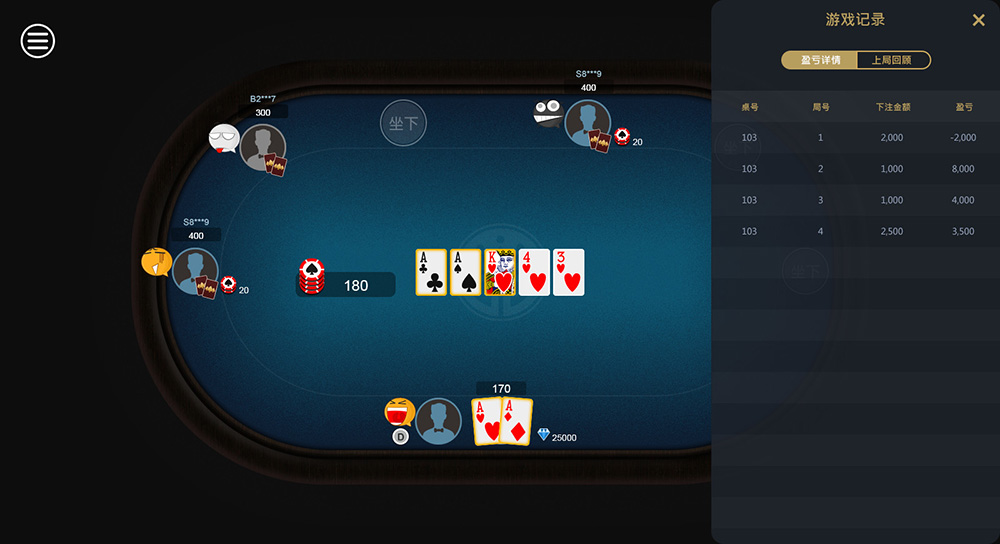 游戏记录
盈亏详情 上局回顾
桌号 局号 下注金额 盈亏
103 1 2,000 -2,000
103 2 1,000 8,000
103 3 1,000 4,000
103 4 2,500 3,500
S8***9
400
20
B2***7
300
坐下
S8***9
400
20
180
A
A
K
4
3
坐下
170
D
A
A
25000